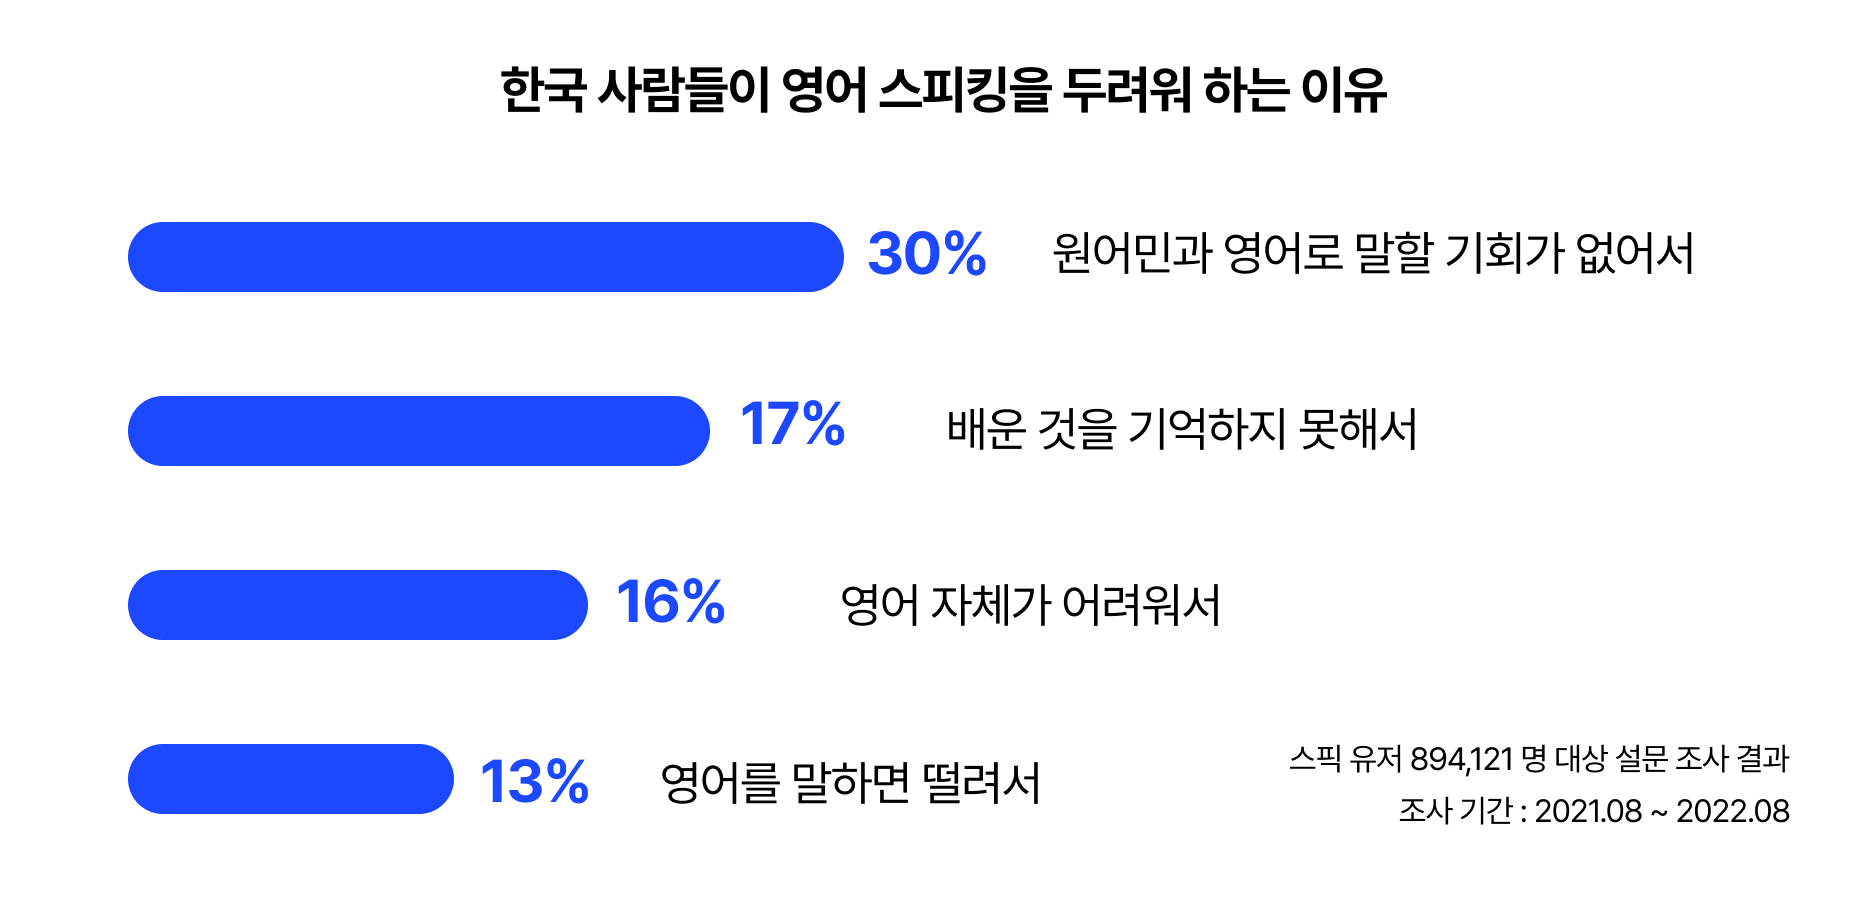 한국 사람들이 영어 스피킹을 두려워 하는 이유
30% 원어민과 영어로 말할 기회가 없어서
17% 배운 것을 기억하지 못해서
16% 영어 자체가 어려워서
13% 영어를 말하면 떨려서
스픽 유저 894,121 명 대상 설문 조사 결과
조사 기간 : 2021.08 ~ 2022.08